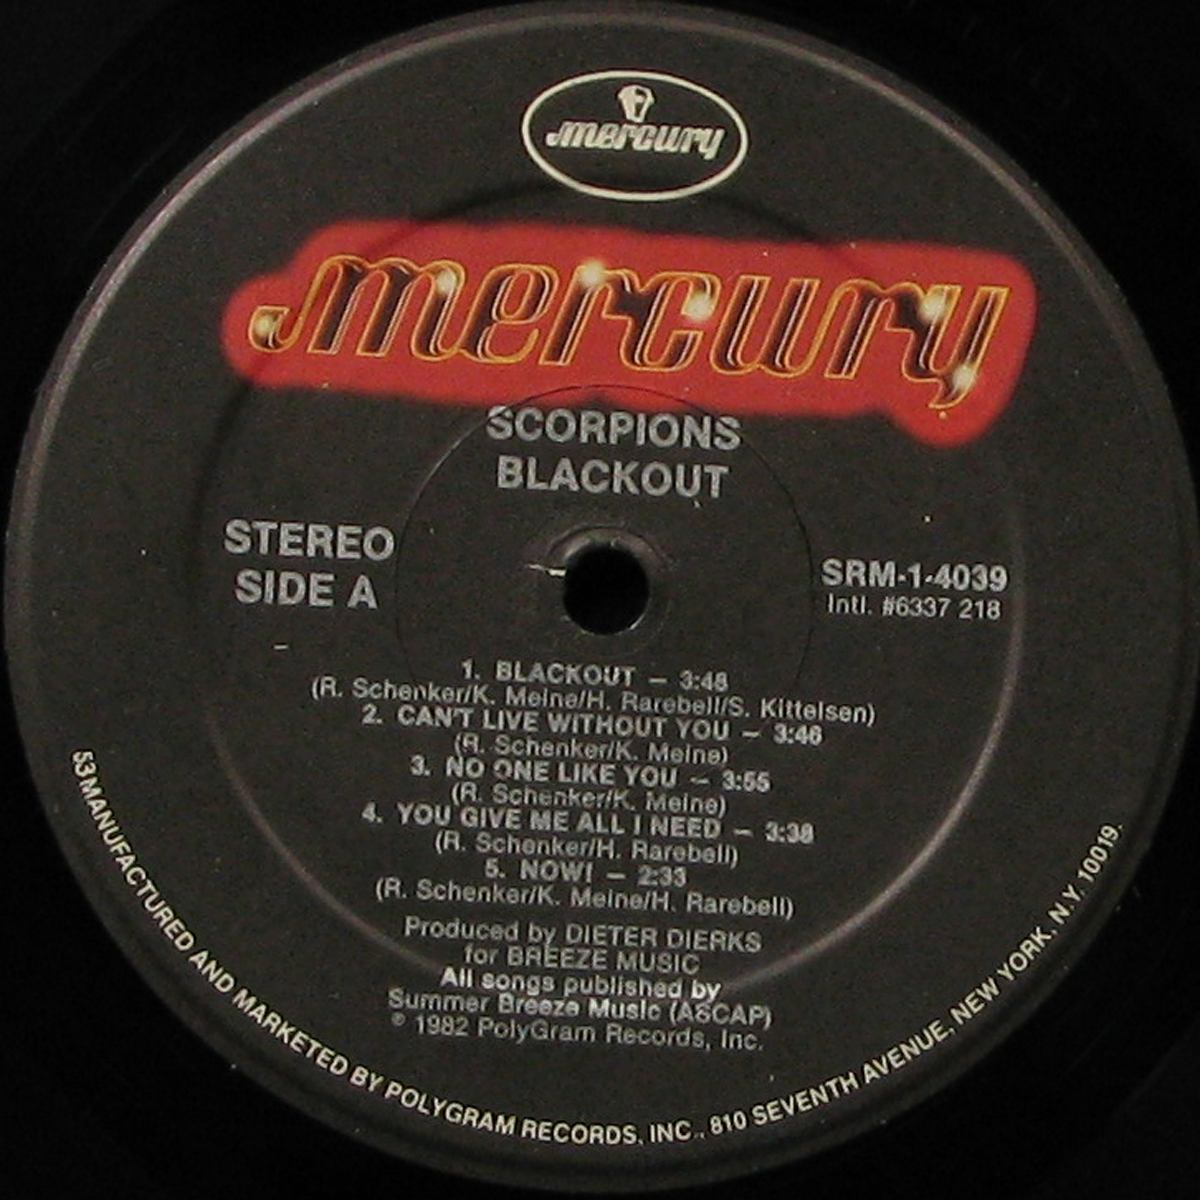 mercury
mercury
SCORPIONS
BLACKOUT
STEREO
SIDE A
SRM-1-4039
Intl. #6337 218
1. BLACKOUT – 3:48
(R. Schenker/K. Meine/H. Rarebell/S. Kittelsen)
2. CAN'T LIVE WITHOUT YOU – 3:46
(R. Schenker/K. Meine)
3. NO ONE LIKE YOU – 3:55
(R. Schenker/K. Meine)
4. YOU GIVE ME ALL I NEED – 3:38
(R. Schenker/H. Rarebell)
5. NOW! – 2:33
(R. Schenker/K. Meine/H. Rarebell)
Produced by DIETER DIERKS
for BREEZE MUSIC
All songs published by
Summer Breeze Music (ASCAP)
℗ 1982 PolyGram Records, Inc.
53 MANUFACTURED AND MARKETED BY POLYGRAM RECORDS, INC., 810 SEVENTH AVENUE, NEW YORK, N.Y. 10019.